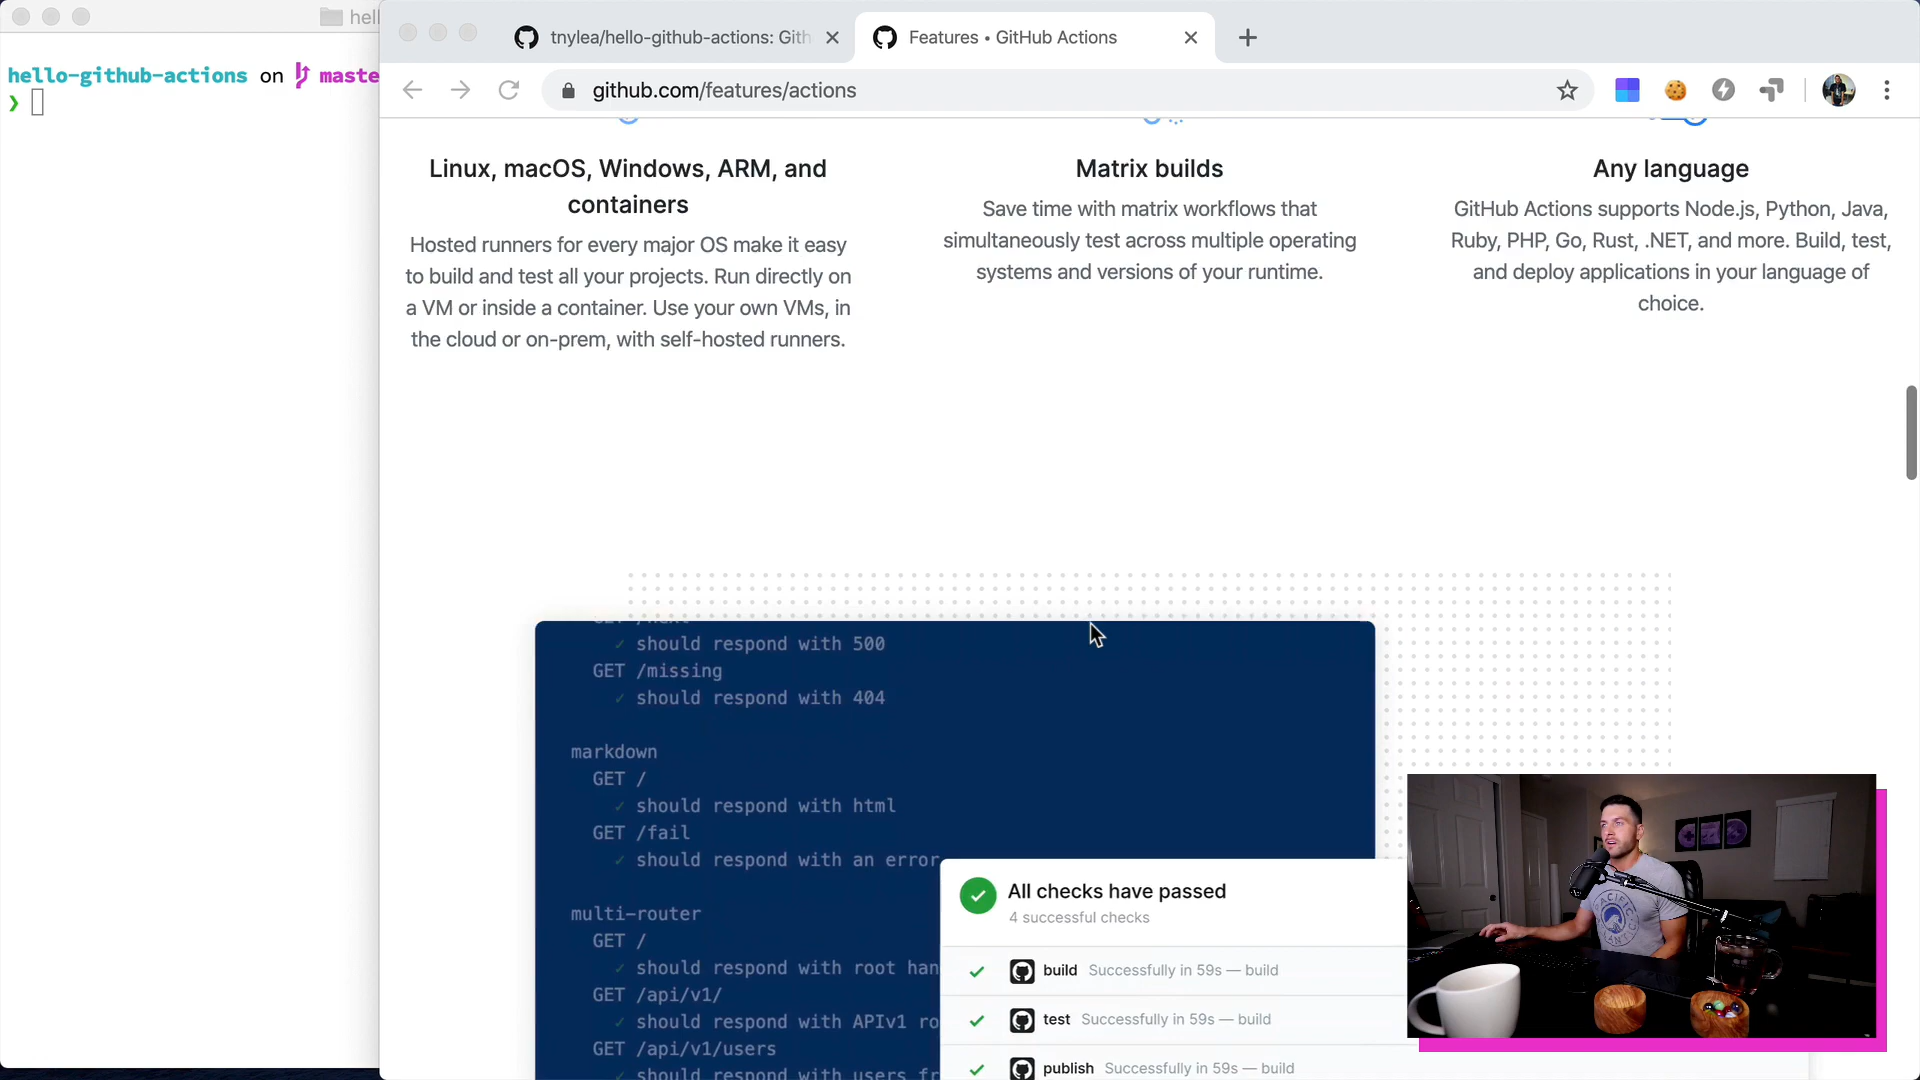 hell
hello-github-actions on maste
❯
tnylea/hello-github-actions: Gith
Features • GitHub Actions
github.com/features/actions
Linux, macOS, Windows, ARM, and
containers
Hosted runners for every major OS make it easy
to build and test all your projects. Run directly on
a VM or inside a container. Use your own VMs, in
the cloud or on-prem, with self-hosted runners.
Matrix builds
Save time with matrix workflows that
simultaneously test across multiple operating
systems and versions of your runtime.
Any language
GitHub Actions supports Node.js, Python, Java,
Ruby, PHP, Go, Rust, .NET, and more. Build, test,
and deploy applications in your language of
choice.
✓ should respond with 500
GET /missing
✓ should respond with 404
markdown
GET /
✓ should respond with html
GET /fail
✓ should respond with an error
multi-router
GET /
✓ should respond with root han
GET /api/v1/
✓ should respond with APIv1 ro
GET /api/v1/users
✓ should respond with users fr
All checks have passed
4 successful checks
build Successfully in 59s — build
test Successfully in 59s — build
publish Successfully in 59s — build